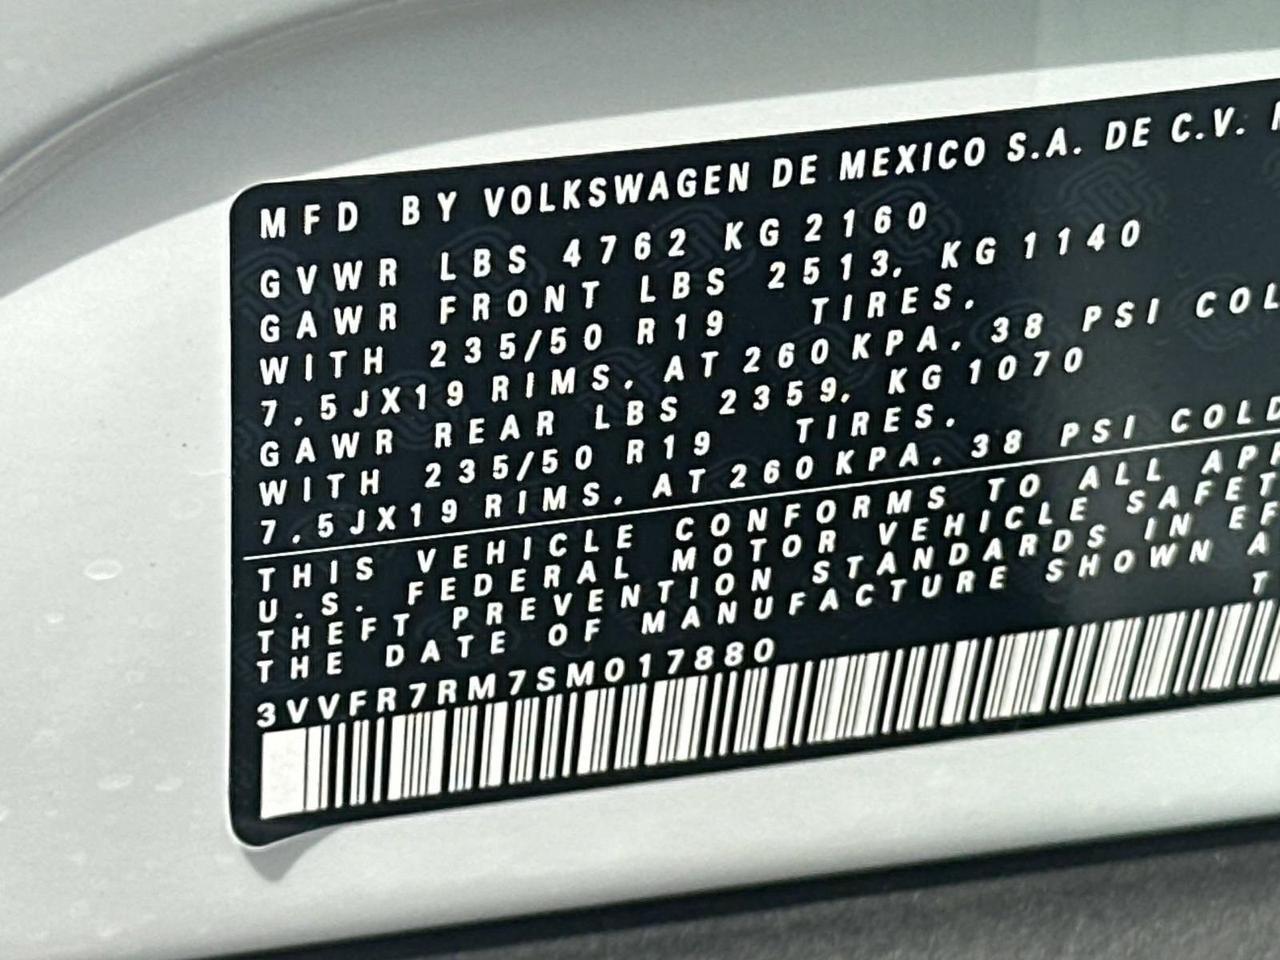 MFD BY VOLKSWAGEN DE MEXICO S.A. DE C.V.
GVWR LBS 4762 KG 2160
GAWR FRONT LBS 2513, KG 1140
WITH 235/50 R19 TIRES.
7.5JX19 RIMS. AT 260 KPA. 38 PSI COL
GAWR REAR LBS 2359, KG 1070
WITH 235/50 R19 TIRES.
7.5JX19 RIMS. AT 260 KPA. 38 PSI COLD
THIS VEHICLE CONFORMS TO ALL APP
U.S. FEDERAL MOTOR VEHICLE SAFET
THEFT PREVENTION STANDARDS IN EF
THE DATE OF MANUFACTURE SHOWN A
3VVFR7RM7SM017880 T